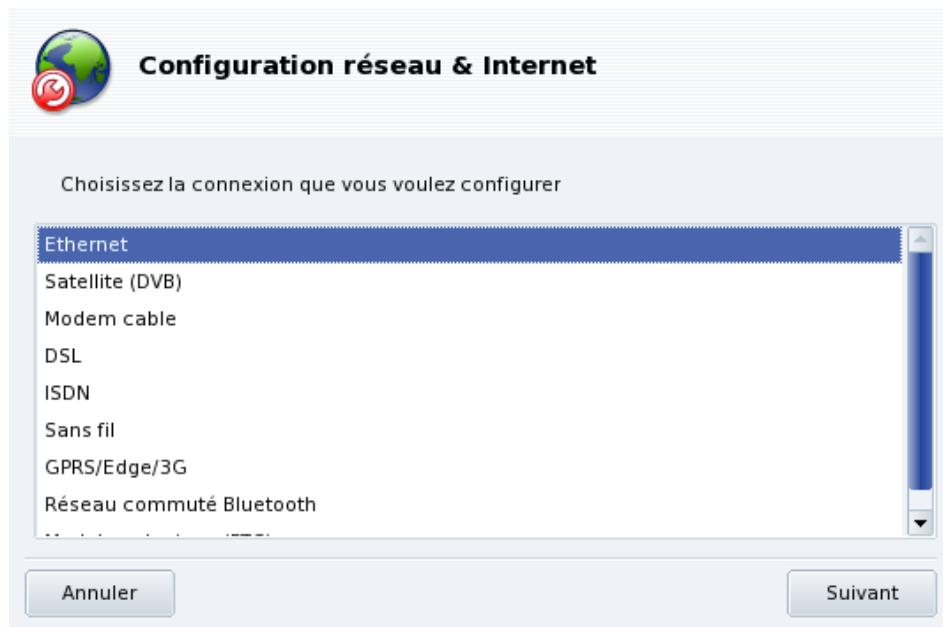 Configuration réseau & Internet
Choisissez la connexion que vous voulez configurer
Ethernet
Satellite (DVB)
Modem cable
DSL
ISDN
Sans fil
GPRS/Edge/3G
Réseau commuté Bluetooth
Annuler
Suivant